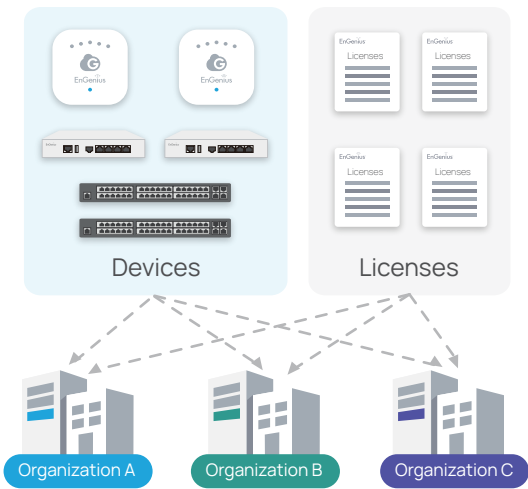 EnGenius
EnGenius
EnGenius
Licenses
EnGenius
Licenses
EnGenius
Licenses
EnGenius
Licenses
Devices
Licenses
Organization A
Organization B
Organization C